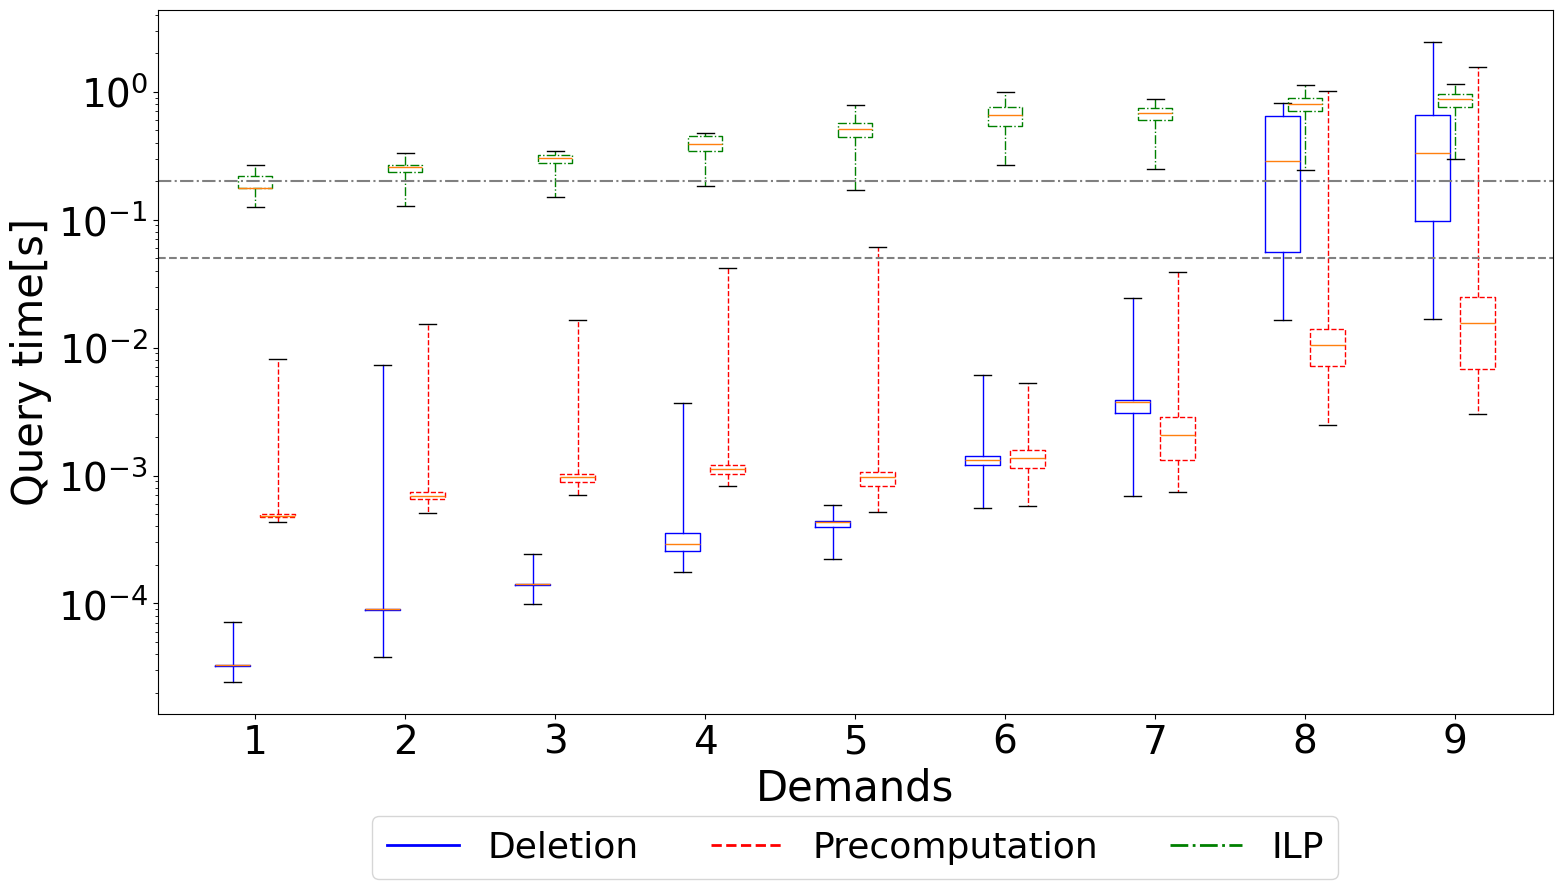 Query time[s]
10^0
10^-1
10^-2
10^-3
10^-4
1 2 3 4 5 6 7 8 9
Demands
Deletion Precomputation ILP